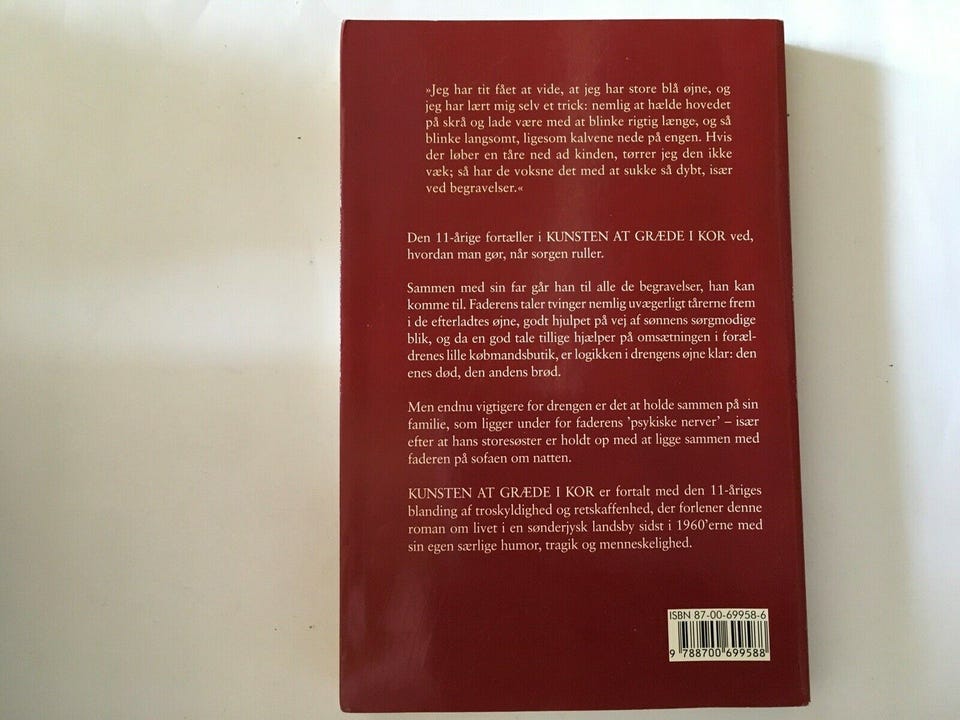 »Jeg har tit fået at vide, at jeg har store blå øjne, og
jeg har lært mig selv et trick: nemlig at hælde hovedet
på skrå og lade være med at blinke rigtig længe, og så
blinke langsomt, ligesom kalvene nede på engen. Hvis
der løber en tåre ned ad kinden, tørrer jeg den ikke
væk; så har de voksne det med at sukke så dybt, især
ved begravelser.«
Den 11-årige fortæller i KUNSTEN AT GRÆDE I KOR ved,
hvordan man gør, når sorgen ruller.
Sammen med sin far går han til alle de begravelser, han kan
komme til. Faderens taler tvinger nemlig uvægerligt tårerne frem
i de efterladtes øjne, godt hjulpet på vej af sønnens sørgmodige
blik, og da en god tale tillige hjælper på omsætningen i foræl-
drenes lille købmandsbutik, er logikken i drengens øjne klar: den
enes død, den andens brød.
Men endnu vigtigere for drengen er det at holde sammen på sin
familie, som ligger under for faderens 'psykiske nerver' – især
efter at hans storesøster er holdt op med at ligge sammen med
faderen på sofaen om natten.
KUNSTEN AT GRÆDE I KOR er fortalt med den 11-åriges
blanding af troskyldighed og retskaffenhed, der forlener denne
roman om livet i en sønderjysk landsby sidst i 1960'erne med
sin egen særlige humor, tragik og menneskelighed.
ISBN 87-00-69958-6
9 788700 699588